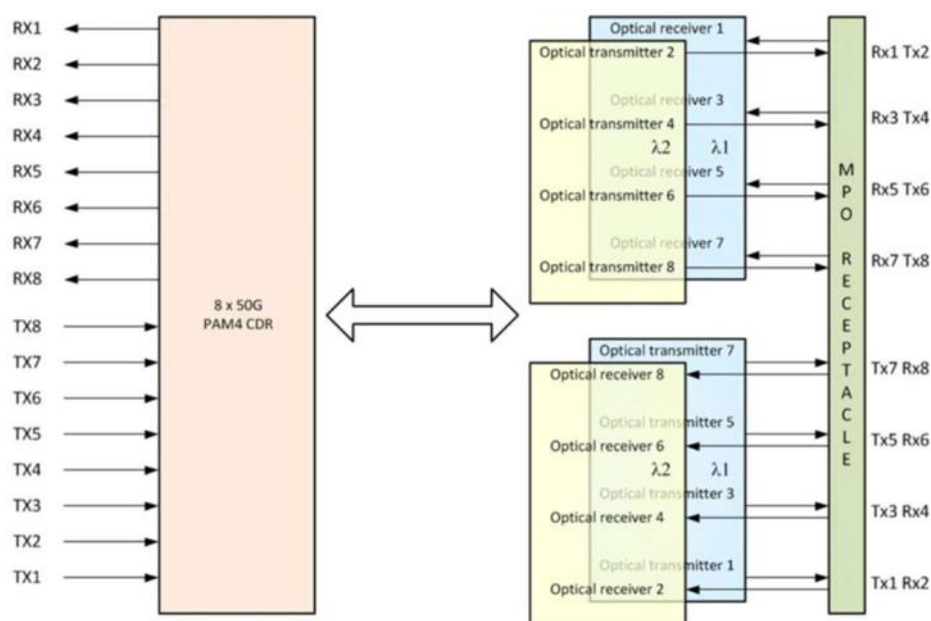 RX1
RX2
RX3
RX4
RX5
RX6
RX7
RX8
TX8
TX7
TX6
TX5
TX4
TX3
TX2
TX1
8 x 50G
PAM4 CDR
Optical receiver 1
Optical transmitter 2
Optical receiver 3
Optical transmitter 4
λ2 λ1
Optical receiver 5
Optical transmitter 6
Optical receiver 7
Optical transmitter 8
Optical transmitter 7
Optical receiver 8
Optical transmitter 5
Optical receiver 6
λ2 λ1
Optical transmitter 3
Optical receiver 4
Optical transmitter 1
Optical receiver 2
MPO RECEPTACLE
Rx1 Tx2
Rx3 Tx4
Rx5 Tx6
Rx7 Tx8
Tx7 Rx8
Tx5 Rx6
Tx3 Rx4
Tx1 Rx2